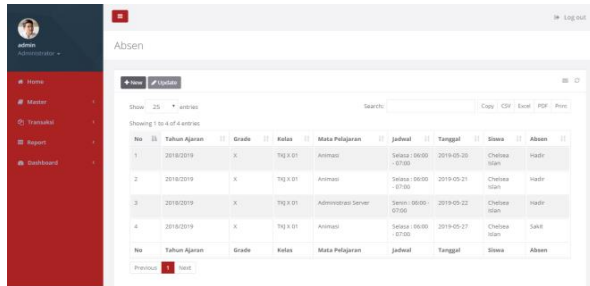 admin
Administrator
Home
Master
Transaksi
Report
Dashboard
Log out
Absen
+New Update
Show 25 entries Search: Copy CSV Excel PDF Print
Showing 1 to 4 of 4 entries
No Tahun Ajaran Grade Kelas Mata Pelajaran Jadwal Tanggal Siswa Absen
1 2018/2019 X TKJ X 01 Animasi Selasa : 06:00 - 07:00 2019-05-20 Chelsea Islan Hadir
2 2018/2019 X TKJ X 01 Animasi Selasa : 06:00 - 07:00 2019-05-21 Chelsea Islan Hadir
3 2018/2019 X TKJ X 01 Administrasi Server Senin : 06:00 - 07:00 2019-05-22 Chelsea Islan Hadir
4 2018/2019 X TKJ X 01 Animasi Selasa : 06:00 - 07:00 2019-05-27 Chelsea Islan Sakit
No Tahun Ajaran Grade Kelas Mata Pelajaran Jadwal Tanggal Siswa Absen
Previous 1 Next